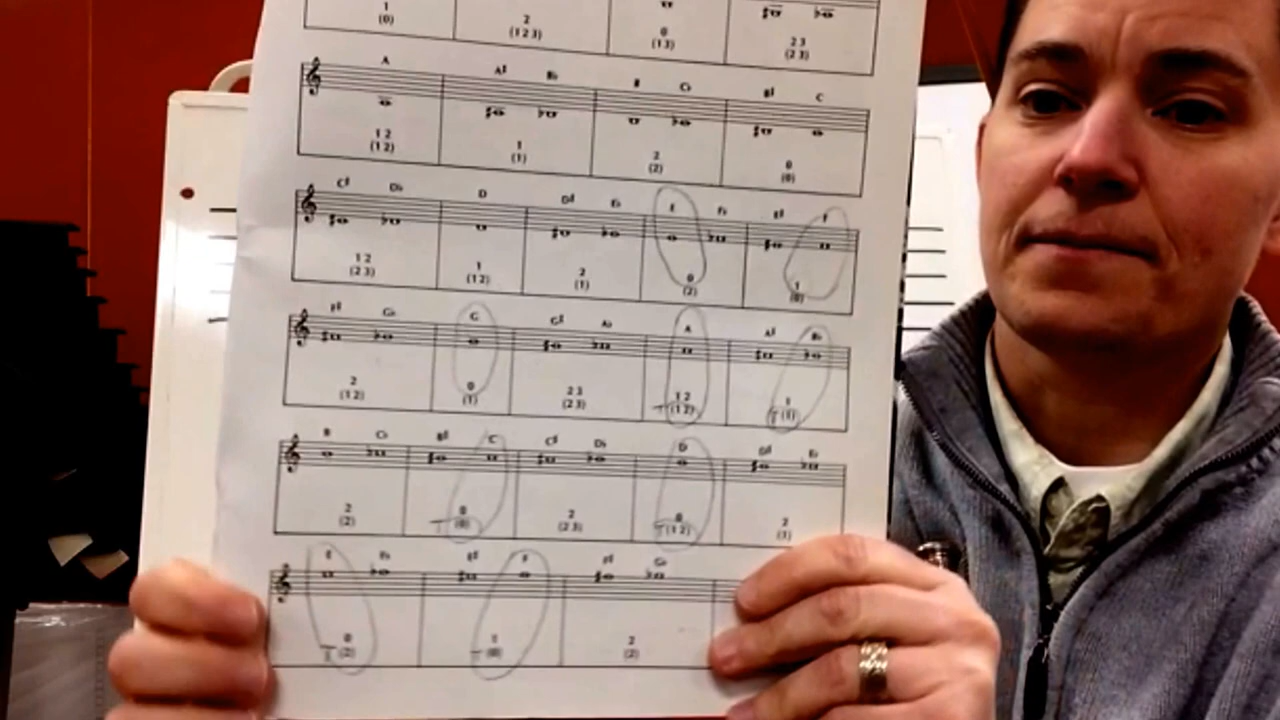 1 2 0 2 3
(0) (1 2 3) (1 3) (2 3)
A A♯ B♭ B C♭ B♯ C
1 2 1 2 0
(1 2) (1) (2) (0)
C♯ D♭ D D♯ E♭ E F♭ E♯ F
1 2 1 2 0 1
(2 3) (1 2) (1) (2) (0)
F♯ G♭ G G♯ A♭ A A♯ B♭
2 0 2 3 1 2 1
(1 2) (1) (2 3) T (1 2) T (1)
B C♭ B♯ C C♯ D♭ D D♯ E♭
2 0 2 0 2
(2) T (0) (2 3) T (1 2) (1)
E F♭ E♯ F F♯ G♭
0 1 2
T (2) T (0) (2)